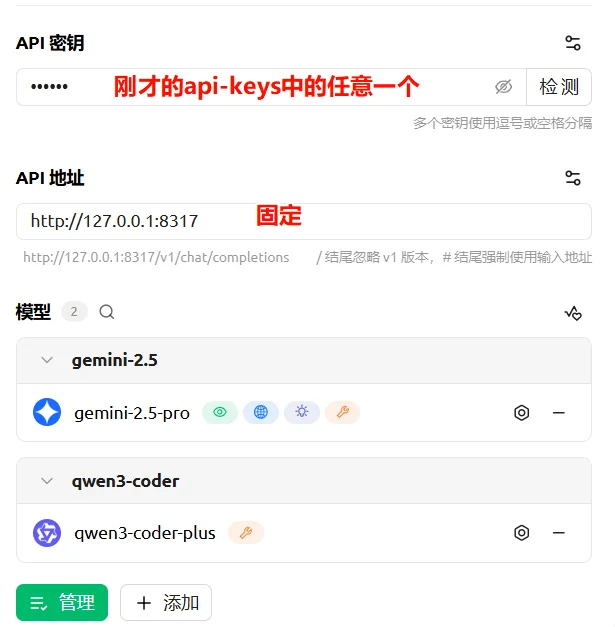 API 密钥
•••••• 刚才的api-keys中的任意一个 检测
多个密钥使用逗号或空格分隔
API 地址
http://127.0.0.1:8317 固定
http://127.0.0.1:8317/v1/chat/completions / 结尾忽略 v1 版本，# 结尾强制使用输入地址
模型 2
gemini-2.5
gemini-2.5-pro
qwen3-coder
qwen3-coder-plus
管理 添加